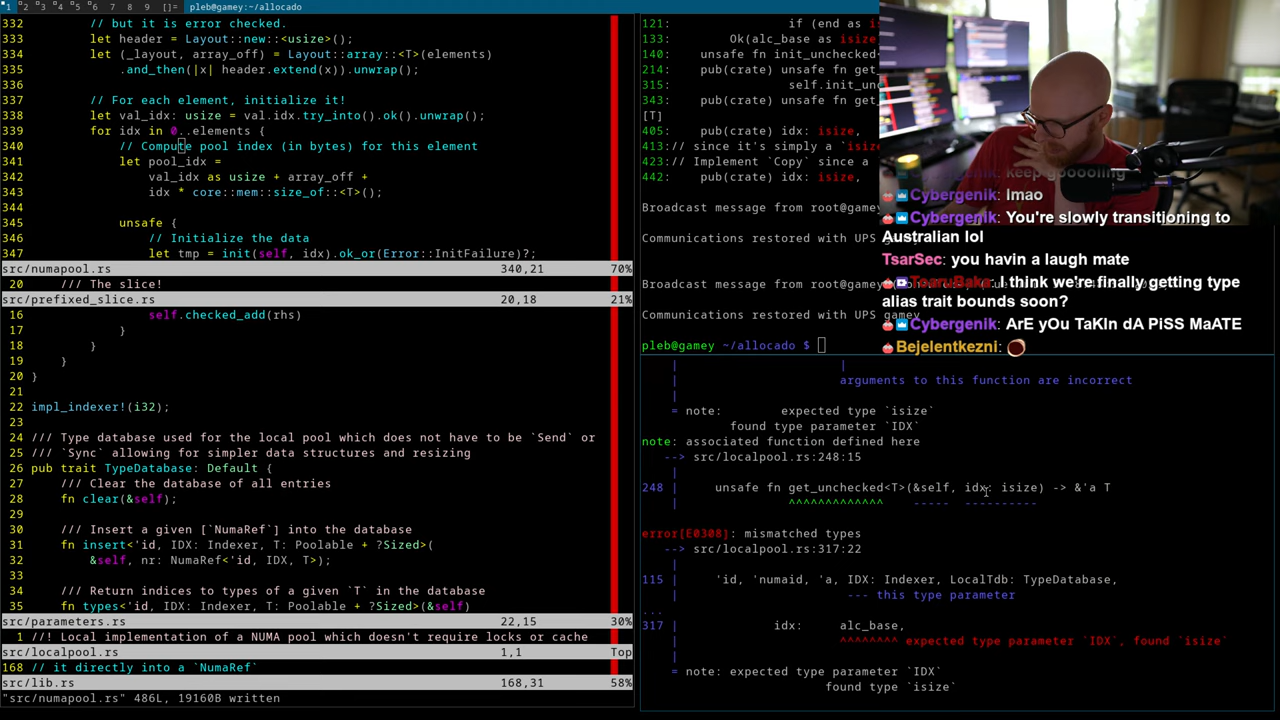 1 2 3 4 5 6 7 8 9 []= pleb@gamey:~/allocado
332 // but it is error checked.
333 let header = Layout::new::<usize>();
334 let (_layout, array_off) = Layout::array::<T>(elements)
335 .and_then(|x| header.extend(x)).unwrap();
336
337 // For each element, initialize it!
338 let val_idx: usize = val.idx.try_into().ok().unwrap();
339 for idx in 0..elements {
340 // Compute pool index (in bytes) for this element
341 let pool_idx =
342 val_idx as usize + array_off +
343 idx * core::mem::size_of::<T>();
344
345 unsafe {
346 // Initialize the data
347 let tmp = init(self, idx).ok_or(Error::InitFailure)?;
src/numapool.rs 340,21 70%
20 /// The slice!
src/prefixed_slice.rs 20,18 21%
16 self.checked_add(rhs)
17 }
18 }
19 }
20 }
21
22 impl_indexer!(i32);
23
24 /// Type database used for the local pool which does not have to be `Send` or
25 /// `Sync` allowing for simpler data structures and resizing
26 pub trait TypeDatabase: Default {
27 /// Clear the database of all entries
28 fn clear(&self);
29
30 /// Insert a given [`NumaRef`] into the database
31 fn insert<'id, IDX: Indexer, T: Poolable + ?Sized>(
32 &self, nr: NumaRef<'id, IDX, T>);
33
34 /// Return indices to types of a given `T` in the database
35 fn types<'id, IDX: Indexer, T: Poolable + ?Sized>(&self)
src/parameters.rs 22,15 30%
1 //! Local implementation of a NUMA pool which doesn't require locks or cache
src/localpool.rs 1,1 Top
168 // it directly into a `NumaRef`
src/lib.rs 168,31 58%
"src/numapool.rs" 486L, 19160B written
121: if (end as is
133: Ok(alc_base as isize
140: unsafe fn init_unchecked
214: pub(crate) unsafe fn get_
315: self.init_un
343: pub(crate) unsafe fn get_
[T]
405: pub(crate) idx: isize,
413:// since it's simply a `isize
423:// Implement `Copy` since a
442: pub(crate) idx: isize,
Broadcast message from root@gamey
Communications restored with UPS gamey
Broadcast message from root@gamey
Communications restored with UPS gamey
pleb@gamey ~/allocado $
keep gooooling
Cybergenik: lmao
Cybergenik: You're slowly transitioning to
Australian lol
TsarSec: you havin a laugh mate
ToaruBaka: I think we're finally getting type
alias trait bounds soon?
Cybergenik: ArE yOu TaKIn dA PiSS MaATE
Bejelentkezni:
|
| arguments to this function are incorrect
|
= note: expected type `isize`
found type parameter `IDX`
note: associated function defined here
--> src/localpool.rs:248:15
|
248 | unsafe fn get_unchecked<T>(&self, idx: isize) -> &'a T
| ^^^^^^^^^^^^^ ----- ----------
error[E0308]: mismatched types
--> src/localpool.rs:317:22
|
115 | 'id, 'numaid, 'a, IDX: Indexer, LocalTdb: TypeDatabase,
| --- this type parameter
...
317 | idx: alc_base,
| ^^^^^^^^ expected type parameter `IDX`, found `isize`
|
= note: expected type parameter `IDX`
found type `isize`